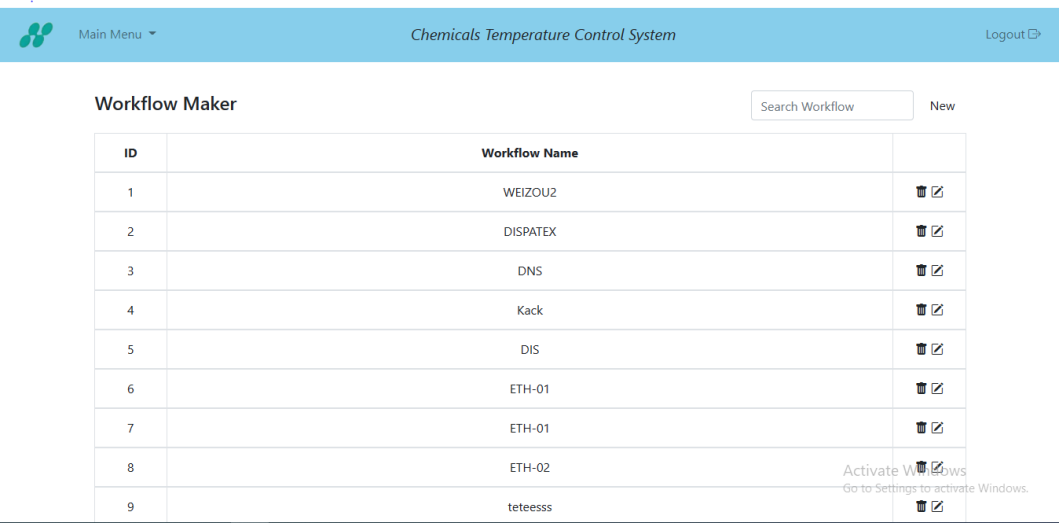 Main Menu Chemicals Temperature Control System Logout
Workflow Maker Search Workflow New
ID Workflow Name
1 WEIZOU2
2 DISPATEX
3 DNS
4 Kack
5 DIS
6 ETH-01
7 ETH-01
8 ETH-02
Activate Windows
Go to Settings to activate Windows.
9 teteesss